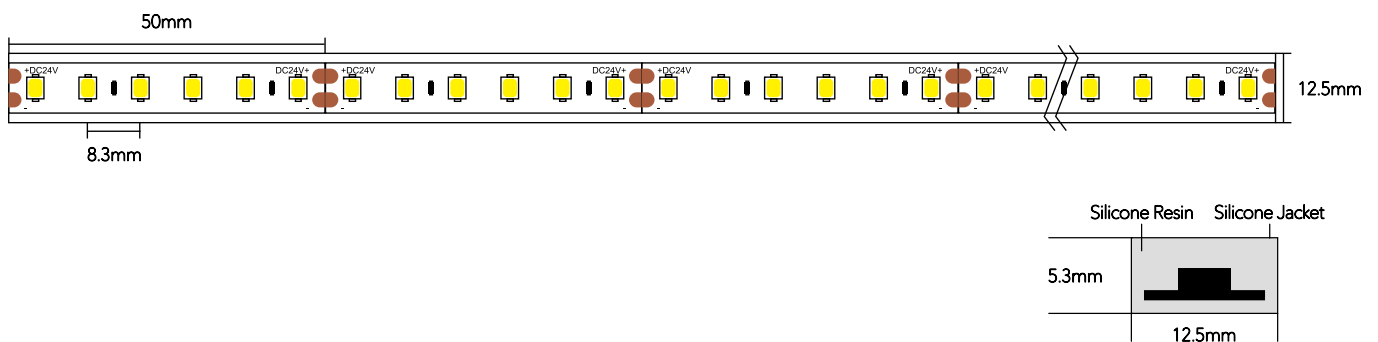 50mm
+DC24V DC24V+ +DC24V DC24V+ +DC24V DC24V+ +DC24V DC24V+
- - - - - - - -
12.5mm
8.3mm
Silicone Resin Silicone Jacket
5.3mm
12.5mm